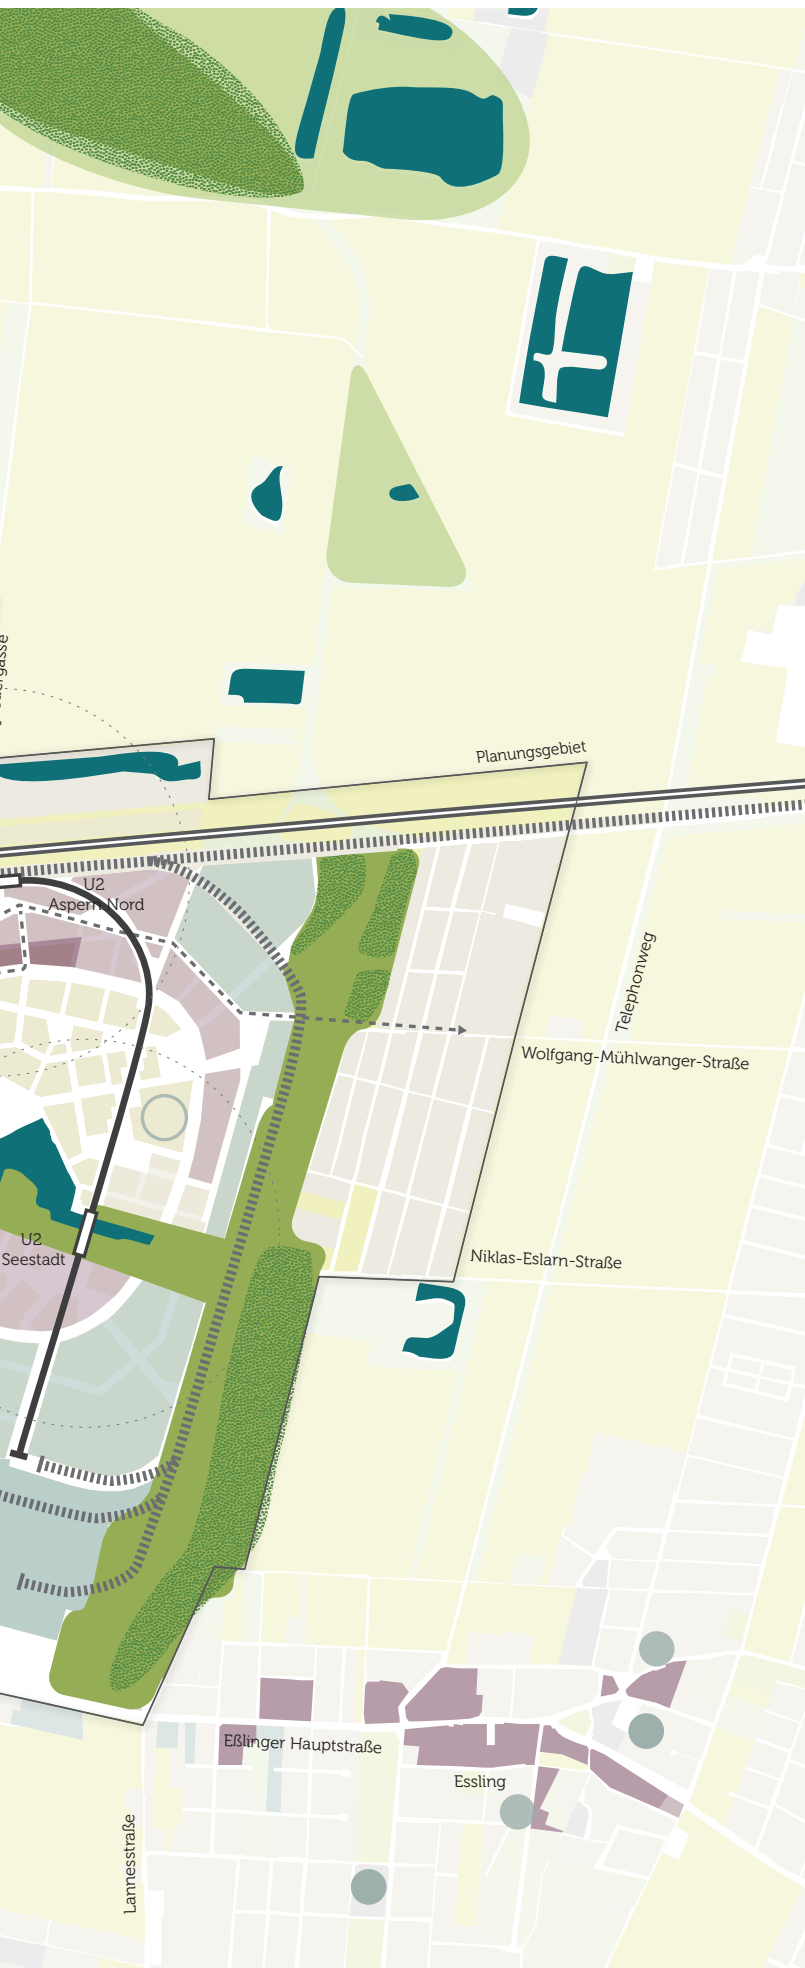 Planungsgebiet
U2
Aspern Nord
Telephonweg
Wolfgang-Mühlwanger-Straße
U2
Seestadt
Niklas-Eslarn-Straße
Eßlinger Hauptstraße
Essling
Lannesstraße